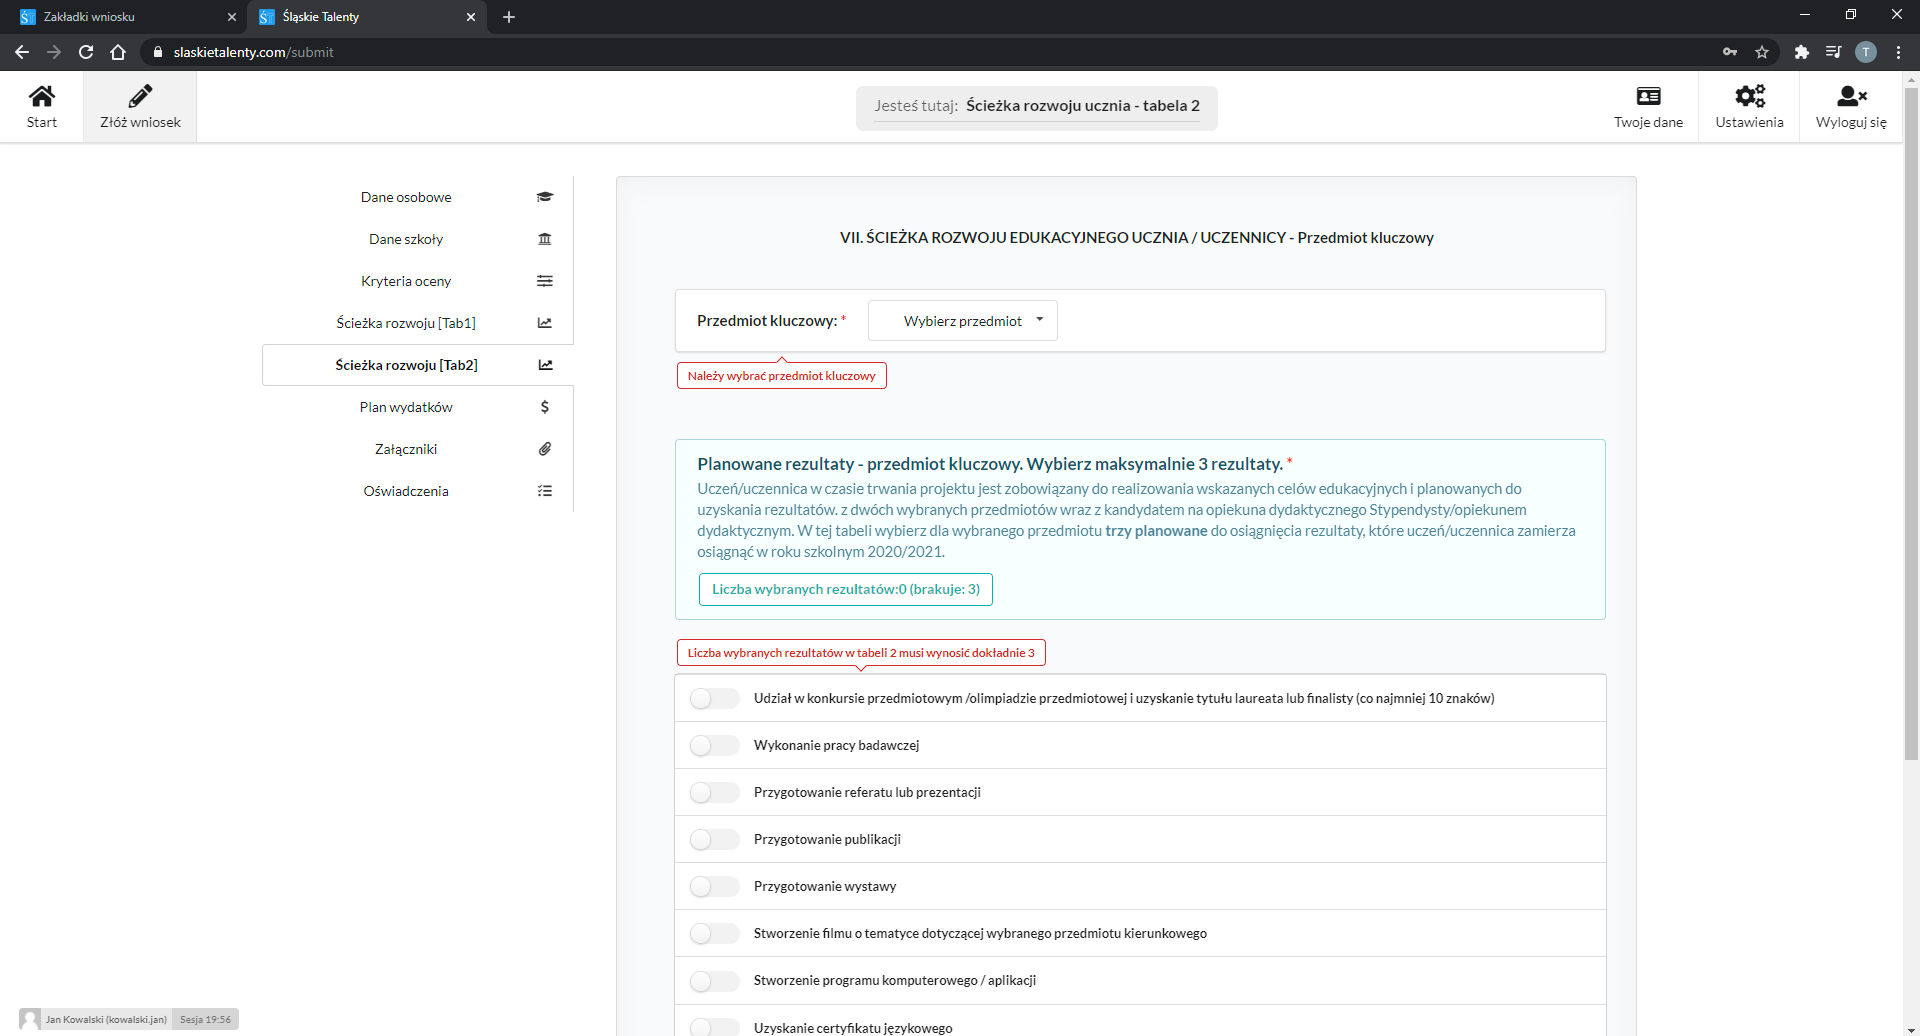 Zakładki wniosku
Śląskie Talenty
slaskietalenty.com/submit
T
Start
Złóż wniosek
Jesteś tutaj: Ścieżka rozwoju ucznia - tabela 2
Twoje dane
Ustawienia
Wyloguj się
Dane osobowe
Dane szkoły
Kryteria oceny
Ścieżka rozwoju [Tab1]
Ścieżka rozwoju [Tab2]
Plan wydatków
Załączniki
Oświadczenia
VII. ŚCIEŻKA ROZWOJU EDUKACYJNEGO UCZNIA / UCZENNICY - Przedmiot kluczowy
Przedmiot kluczowy: *
Wybierz przedmiot
Należy wybrać przedmiot kluczowy
Planowane rezultaty - przedmiot kluczowy. Wybierz maksymalnie 3 rezultaty. *
Uczeń/uczennica w czasie trwania projektu jest zobowiązany do realizowania wskazanych celów edukacyjnych i planowanych do
uzyskania rezultatów. z dwóch wybranych przedmiotów wraz z kandydatem na opiekuna dydaktycznego Stypendysty/opiekunem
dydaktycznym. W tej tabeli wybierz dla wybranego przedmiotu trzy planowane do osiągnięcia rezultaty, które uczeń/uczennica zamierza
osiągnąć w roku szkolnym 2020/2021.
Liczba wybranych rezultatów:0 (brakuje: 3)
Liczba wybranych rezultatów w tabeli 2 musi wynosić dokładnie 3
Udział w konkursie przedmiotowym /olimpiadzie przedmiotowej i uzyskanie tytułu laureata lub finalisty (co najmniej 10 znaków)
Wykonanie pracy badawczej
Przygotowanie referatu lub prezentacji
Przygotowanie publikacji
Przygotowanie wystawy
Stworzenie filmu o tematyce dotyczącej wybranego przedmiotu kierunkowego
Stworzenie programu komputerowego / aplikacji
Uzyskanie certyfikatu językowego
Jan Kowalski (kowalski.jan)
Sesja 19:56